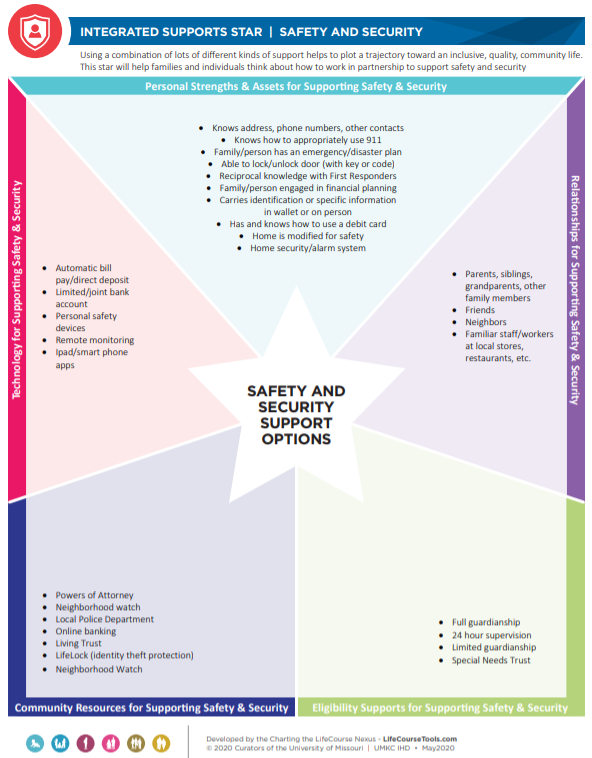 INTEGRATED SUPPORTS STAR | SAFETY AND SECURITY
Using a combination of lots of different kinds of support helps to plot a trajectory toward an inclusive, quality, community life.
This star will help families and individuals think about how to work in partnership to support safety and security
Personal Strengths & Assets for Supporting Safety & Security
• Knows address, phone numbers, other contacts
• Knows how to appropriately use 911
• Family/person has an emergency/disaster plan
• Able to lock/unlock door (with key or code)
• Reciprocal knowledge with First Responders
• Family/person engaged in financial planning
• Carries identification or specific information
in wallet or on person
• Has and knows how to use a debit card
• Home is modified for safety
• Home security/alarm system
Technology for Supporting Safety & Security
• Automatic bill
pay/direct deposit
• Limited/joint bank
account
• Personal safety
devices
• Remote monitoring
• Ipad/smart phone
apps
Relationships for Supporting Safety & Security
• Parents, siblings,
grandparents, other
family members
• Friends
• Neighbors
• Familiar staff/workers
at local stores,
restaurants, etc.
SAFETY AND
SECURITY
SUPPORT
OPTIONS
• Powers of Attorney
• Neighborhood watch
• Local Police Department
• Online banking
• Living Trust
• LifeLock (identity theft protection)
• Neighborhood Watch
Community Resources for Supporting Safety & Security
• Full guardianship
• 24 hour supervision
• Limited guardianship
• Special Needs Trust
Eligibility Supports for Supporting Safety & Security
Developed by the Charting the LifeCourse Nexus - LifeCourseTools.com
© 2020 Curators of the University of Missouri | UMKC IHD • May2020